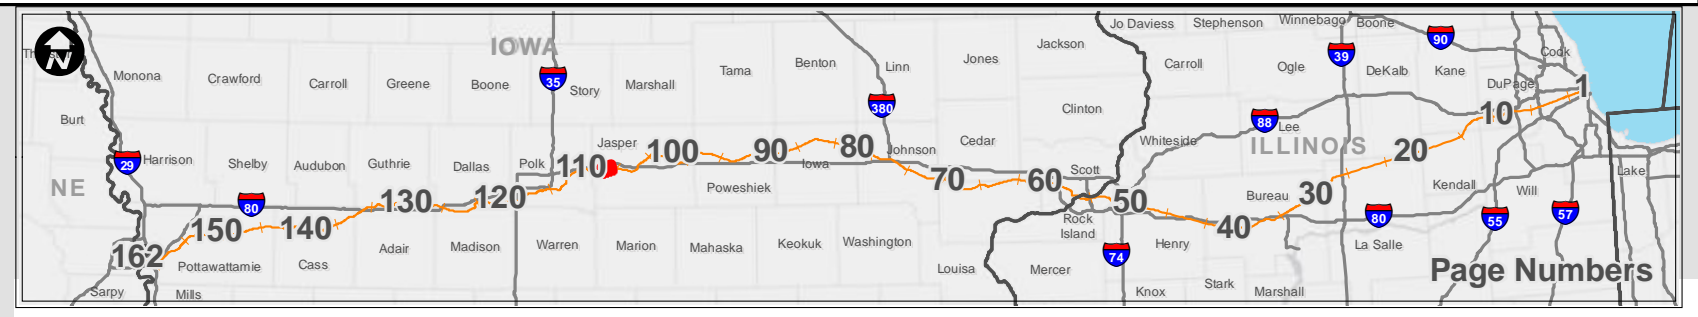 Jo Daviess Stephenson Winnebago Boone
IOWA
N
Jackson
90
39
Cook
Monona Crawford Carroll Greene Boone 35 Story Marshall Tama Benton Linn Jones Carroll Ogle DeKalb Kane
DuPage
1
380
Clinton
10
Burt
88 Lee
Whiteside
ILLINOIS
Jasper
Cedar
29 Harrison Shelby Audubon Guthrie Dallas Polk 110 100 90 80 Johnson
Iowa
20
Scott
Lake
NE
Poweshiek
70 60 50
Bureau 30
Kendall
Will
80
130 120
Rock
Island
80 55 57
150 140
40
162
Adair Madison Warren Marion Mahaska Keokuk Washington
Henry
La Salle
74
Pottawattamie Cass
Louisa Mercer
Page Numbers
Sarpy Mills
Knox Stark Marshall